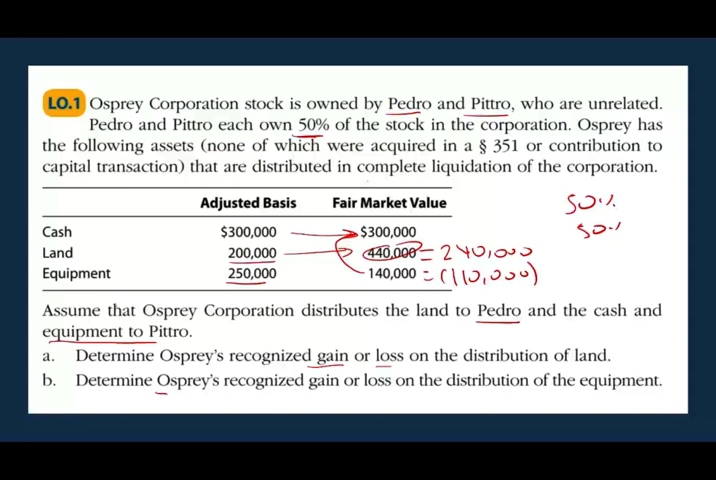 LO.1 Osprey Corporation stock is owned by Pedro and Pittro, who are unrelated.
Pedro and Pittro each own 50% of the stock in the corporation. Osprey has
the following assets (none of which were acquired in a § 351 or contribution to
capital transaction) that are distributed in complete liquidation of the corporation.
Adjusted Basis Fair Market Value
50%
Cash $300,000 $300,000
50%
Land 200,000 440,000 = 240,000
Equipment 250,000 140,000 = (110,000)
Assume that Osprey Corporation distributes the land to Pedro and the cash and
equipment to Pittro.
a. Determine Osprey's recognized gain or loss on the distribution of land.
b. Determine Osprey's recognized gain or loss on the distribution of the equipment.